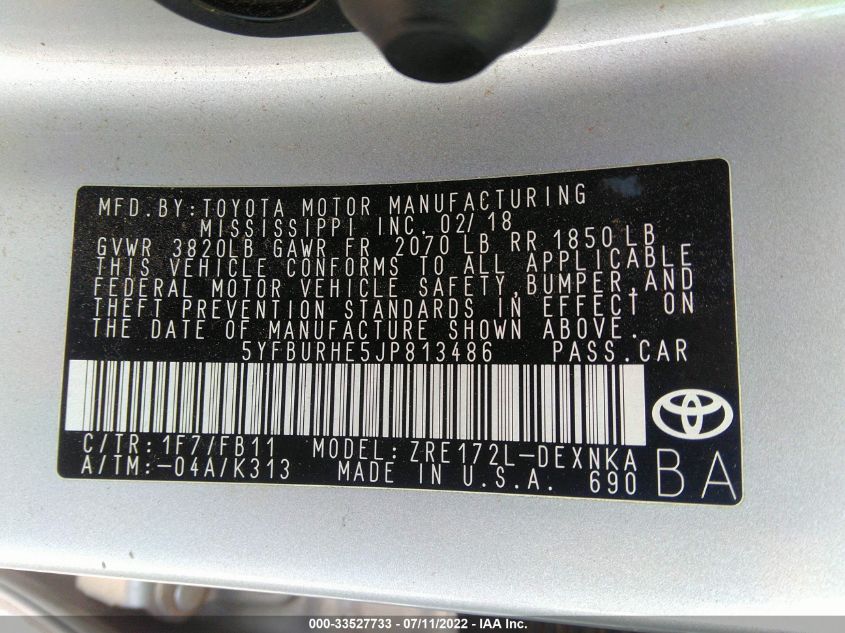 MFD.BY:TOYOTA MOTOR MANUFACTURING
MISSISSIPPI INC. 02/18
GVWR 3820LB GAWR FR 2070 LB RR 1850 LB
THIS VEHICLE CONFORMS TO ALL APPLICABLE
FEDERAL MOTOR VEHICLE SAFETY,BUMPER,AND
THEFT PREVENTION STANDARDS IN EFFECT ON
THE DATE OF MANUFACTURE SHOWN ABOVE.
5YFBURHE5JP813486 PASS.CAR
C/TR:1F7/FB11 MODEL:ZRE172L-DEXNKA
A/TM:-04A/K313 MADE IN U.S.A. 690
BA
000-33527733 - 07/11/2022 - IAA Inc.